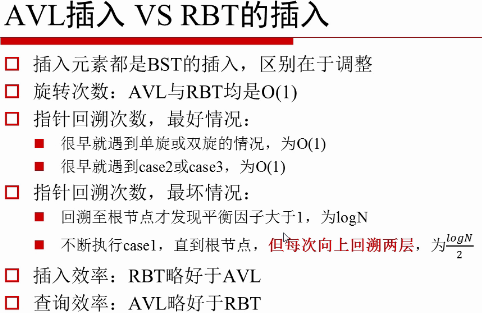 AVL插入 VS RBT的插入
插入元素都是BST的插入，区别在于调整
旋转次数：AVL与RBT均是O(1)
指针回溯次数，最好情况：
很早就遇到单旋或双旋的情况，为O(1)
很早就遇到case2或case3，为O(1)
指针回溯次数，最坏情况：
回溯至根节点才发现平衡因子大于1，为logN
不断执行case1，直到根节点，但每次向上回溯两层，为logN/2
插入效率：RBT略好于AVL
查询效率：AVL略好于RBT